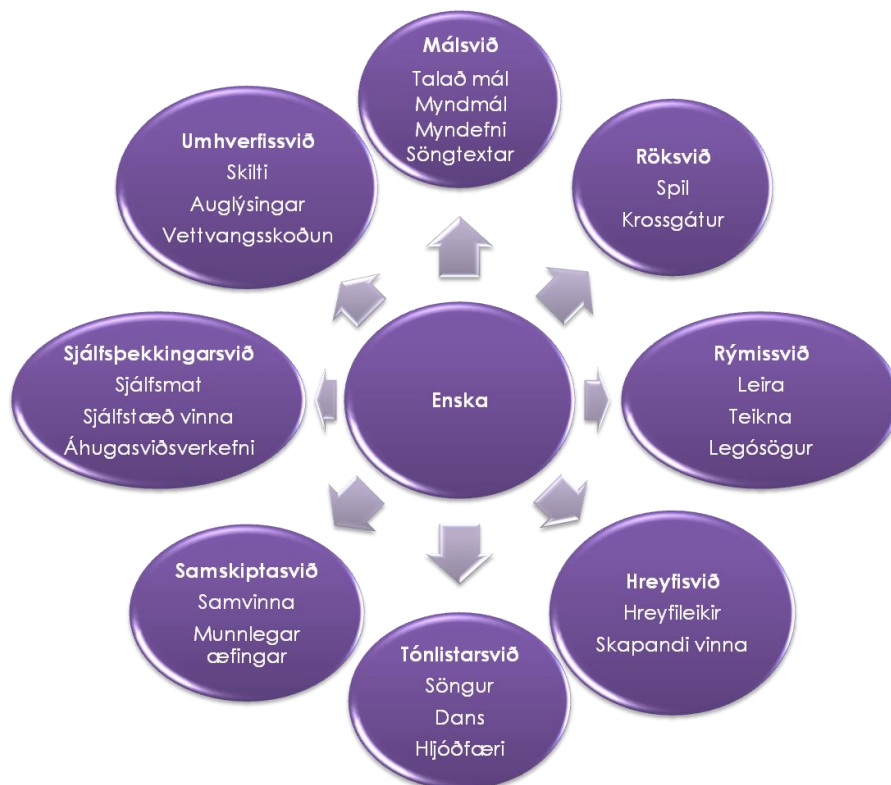 Málsvið
Talað mál
Myndmál
Myndefni
Söngtextar
Röksvið
Spil
Krossgátur
Rýmissvið
Leira
Teikna
Legósögur
Hreyfisvið
Hreyfileikir
Skapandi vinna
Tónlistarsvið
Söngur
Dans
Hljóðfæri
Samskiptasvið
Samvinna
Munnlegar
æfingar
Sjálfsþekkingarsvið
Sjálfsmat
Sjálfstæð vinna
Áhugasviðsverkefni
Umhverfissvið
Skilti
Auglýsingar
Vettvangsskoðun
Enska